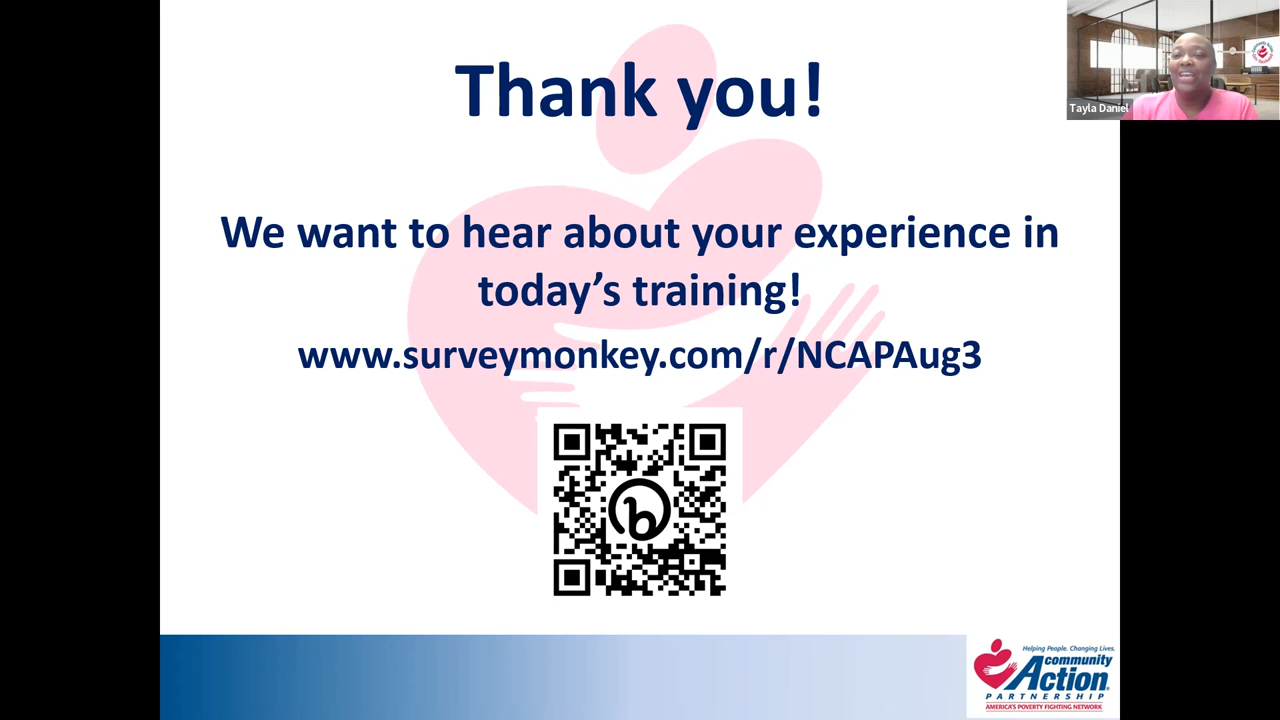 Thank you!
Tayla Daniel
We want to hear about your experience in
today's training!
www.surveymonkey.com/r/NCAPAug3
b
Helping People. Changing Lives.
community
Action
PARTNERSHIP
AMERICA'S POVERTY FIGHTING NETWORK